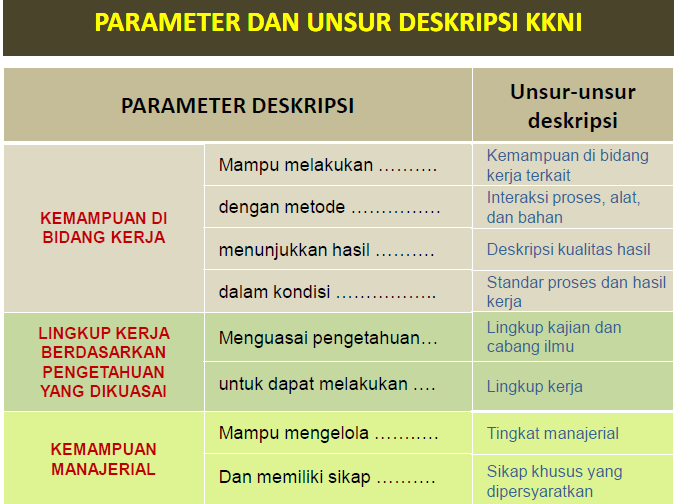 PARAMETER DAN UNSUR DESKRIPSI KKNI
PARAMETER DESKRIPSI
Unsur-unsur
deskripsi
KEMAMPUAN DI
BIDANG KERJA
Mampu melakukan ……….
Kemampuan di bidang
kerja terkait
dengan metode ……………
Interaksi proses, alat,
dan bahan
menunjukkan hasil ……….
Deskripsi kualitas hasil
dalam kondisi ……………..
Standar proses dan hasil
kerja
LINGKUP KERJA
BERDASARKAN
PENGETAHUAN
YANG DIKUASAI
Menguasai pengetahuan…
Lingkup kajian dan
cabang ilmu
untuk dapat melakukan ….
Lingkup kerja
KEMAMPUAN
MANAJERIAL
Mampu mengelola ……..…
Tingkat manajerial
Dan memiliki sikap ……….
Sikap khusus yang
dipersyaratkan